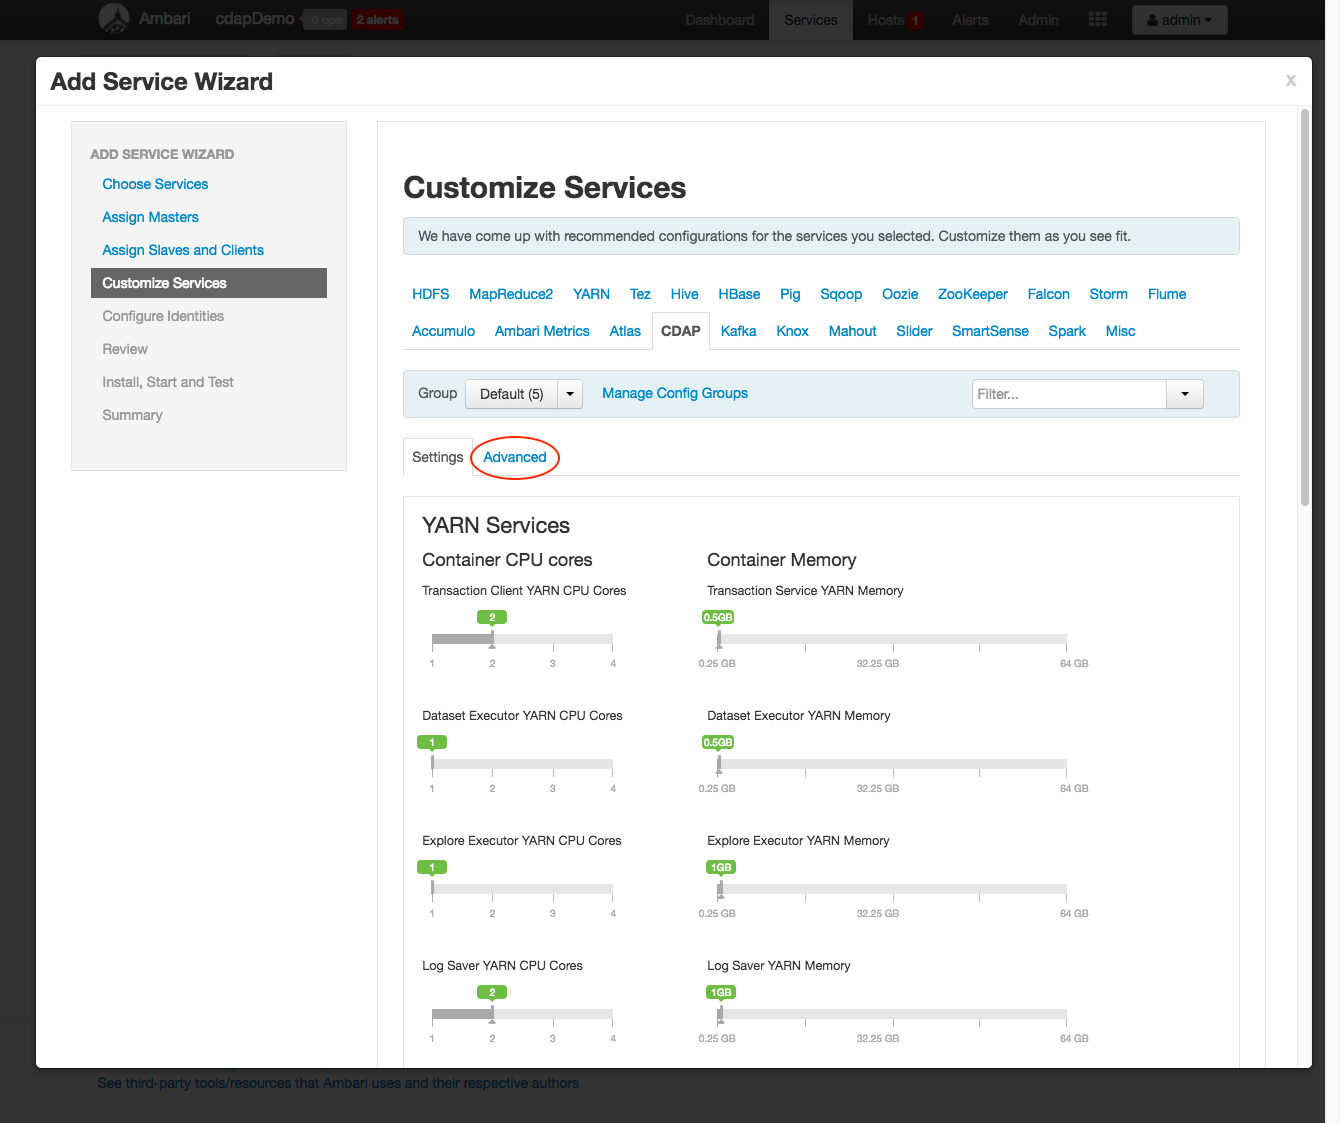 Ambari cdapDemo 0 ops 2 alerts Dashboard Services Hosts 1 Alerts Admin admin
Add Service Wizard x
ADD SERVICE WIZARD
Choose Services
Assign Masters
Assign Slaves and Clients
Customize Services
Configure Identities
Review
Install, Start and Test
Summary
Customize Services
We have come up with recommended configurations for the services you selected. Customize them as you see fit.
HDFS MapReduce2 YARN Tez Hive HBase Pig Sqoop Oozie ZooKeeper Falcon Storm Flume
Accumulo Ambari Metrics Atlas CDAP Kafka Knox Mahout Slider SmartSense Spark Misc
Group Default (5) Manage Config Groups Filter...
Settings Advanced
YARN Services
Container CPU cores Container Memory
Transaction Client YARN CPU Cores Transaction Service YARN Memory
2 0.5GB
1 2 3 4 0.25 GB 32.25 GB 64 GB
Dataset Executor YARN CPU Cores Dataset Executor YARN Memory
1 0.5GB
1 2 3 4 0.25 GB 32.25 GB 64 GB
Explore Executor YARN CPU Cores Explore Executor YARN Memory
1 1GB
1 2 3 4 0.25 GB 32.25 GB 64 GB
Log Saver YARN CPU Cores Log Saver YARN Memory
2 1GB
1 2 3 4 0.25 GB 32.25 GB 64 GB
See third-party tools/resources that Ambari uses and their respective authors